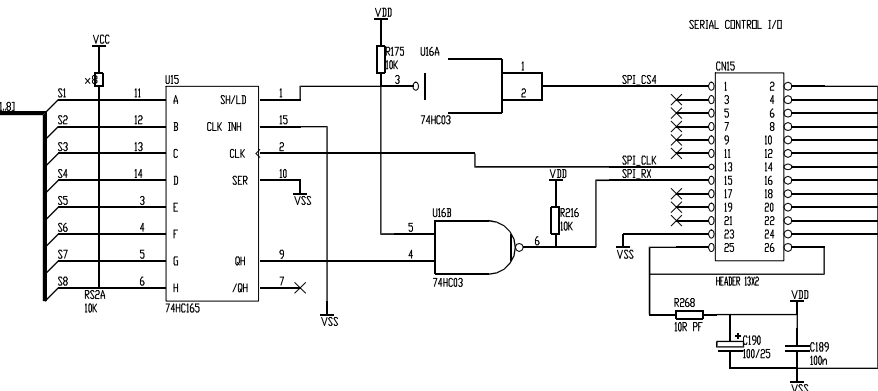 SERIAL CONTROL I/O
VDD
VCC
R175
10K
U16A
1
2
3
74HC03
SPI_CS4
CN15
x8
U15
S1 11 A SH/LD 1
S2 12 B CLK INH 15
S3 13 C CLK 2
S4 14 D SER 10
S5 3 E
S6 4 F
S7 5 G QH 9
S8 6 H /QH 7
VSS
VSS
RS2A
10K
74HC165
U16B
5
4
6
74HC03
VDD
R216
10K
SPI_CLK
SPI_RX
VSS
1 2
3 4
5 6
7 8
9 10
11 12
13 14
15 16
17 18
19 20
21 22
23 24
25 26
HEADER 13X2
R268
10R PF
VDD
+
C190
100/25
C189
100n
VSS